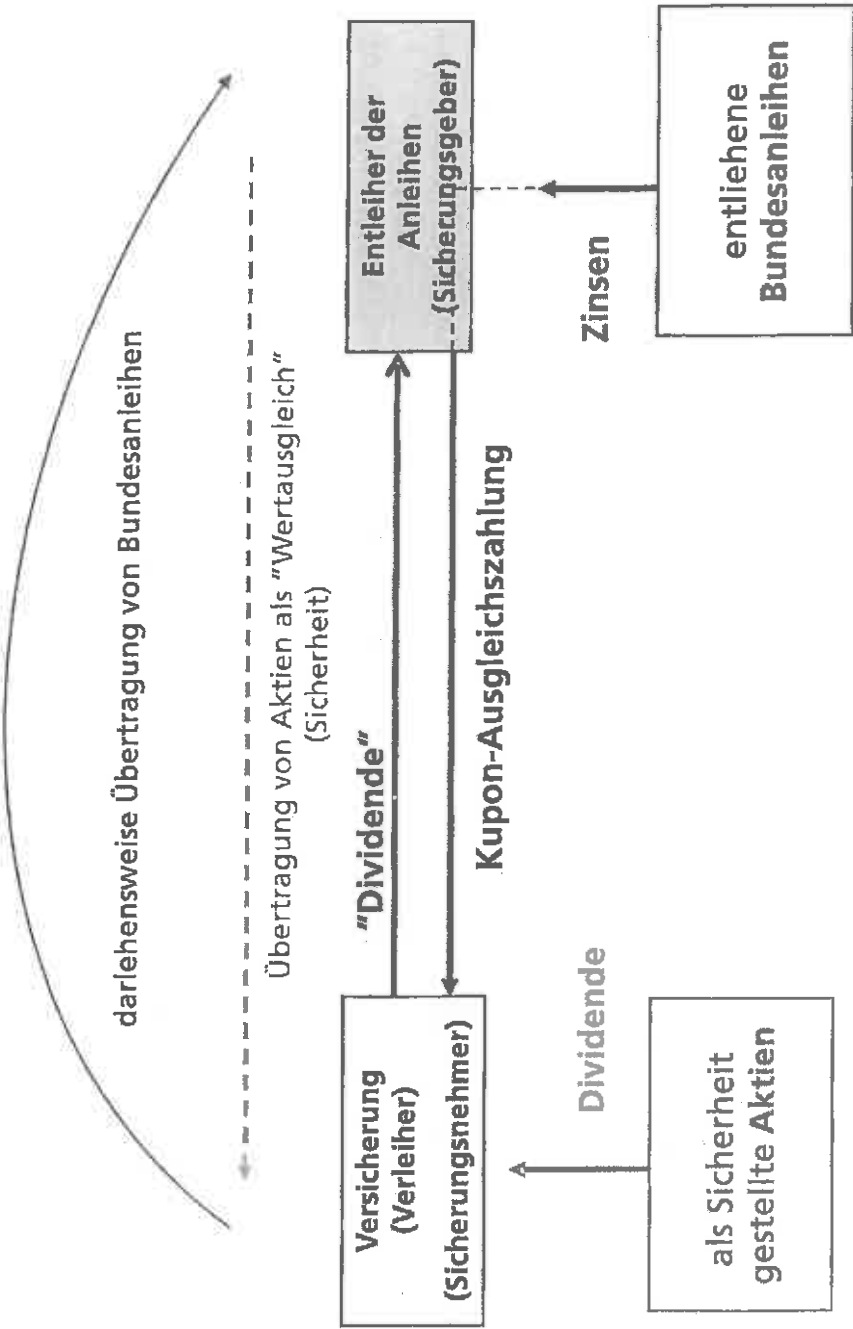 darlehensweise Übertragung von Bundesanleihen
Übertragung von Aktien als "Wertausgleich"
(Sicherheit)
Versicherung
(Verleiher)
(Sicherungsnehmer)
"Dividende"
Kupon-Ausgleichszahlung
Entleiher der
Anleihen
(Sicherungsgeber)
Dividende
als Sicherheit
gestellte Aktien
Zinsen
entliehene
Bundesanleihen